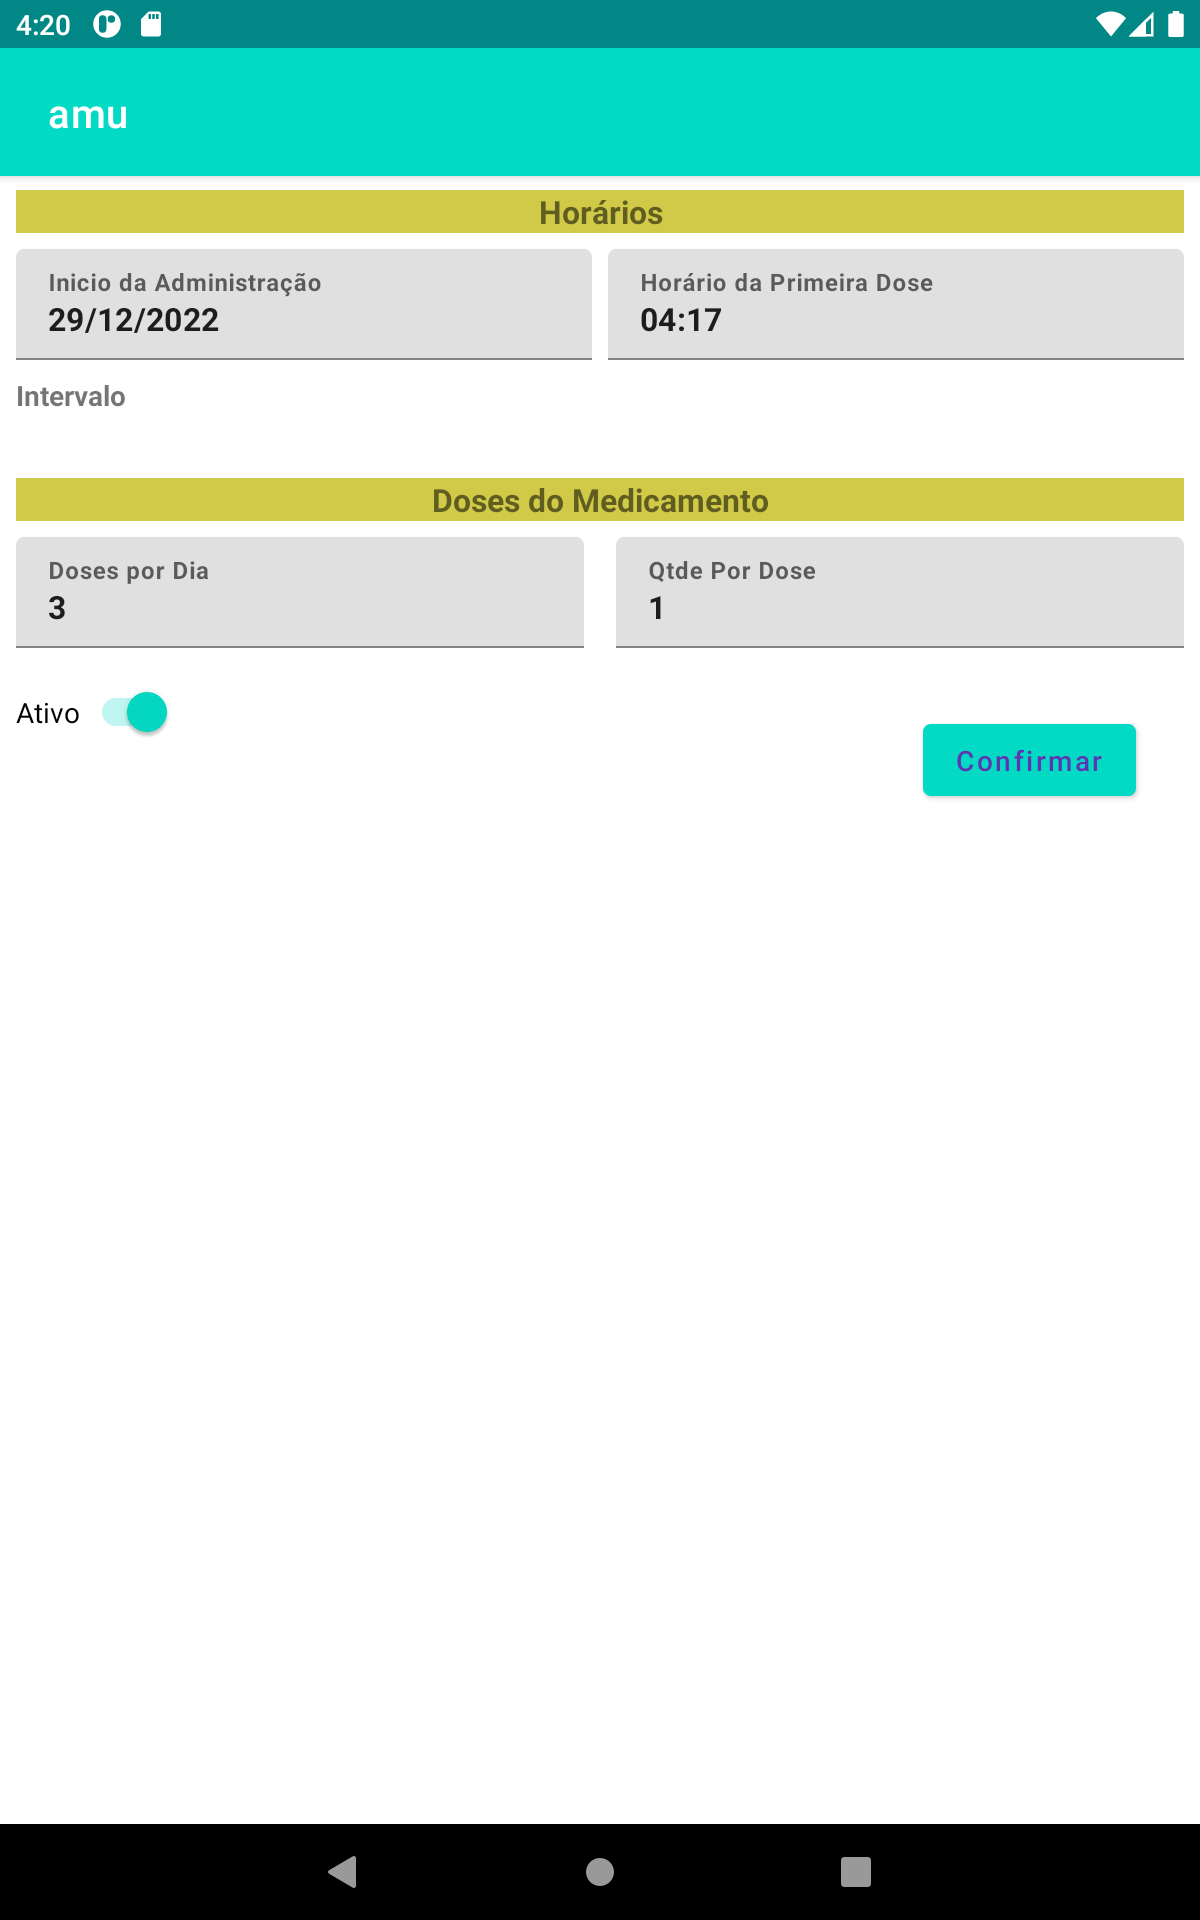 4:20
amu
Horários
Inicio da Administração
29/12/2022
Horário da Primeira Dose
04:17
Intervalo
Doses do Medicamento
Doses por Dia
3
Qtde Por Dose
1
Ativo
Confirmar